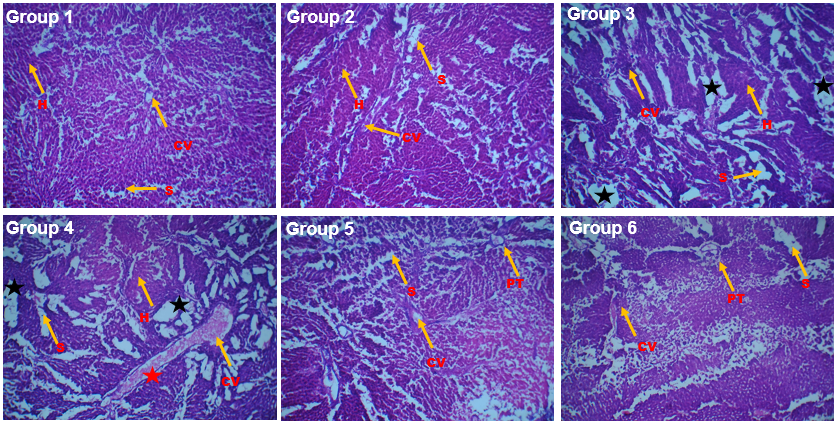 Group 1
H
CV
S
Group 2
S
H
CV
Group 3
CV
H
S
Group 4
H
S
CV
Group 5
S
PT
CV
Group 6
S
PT
CV